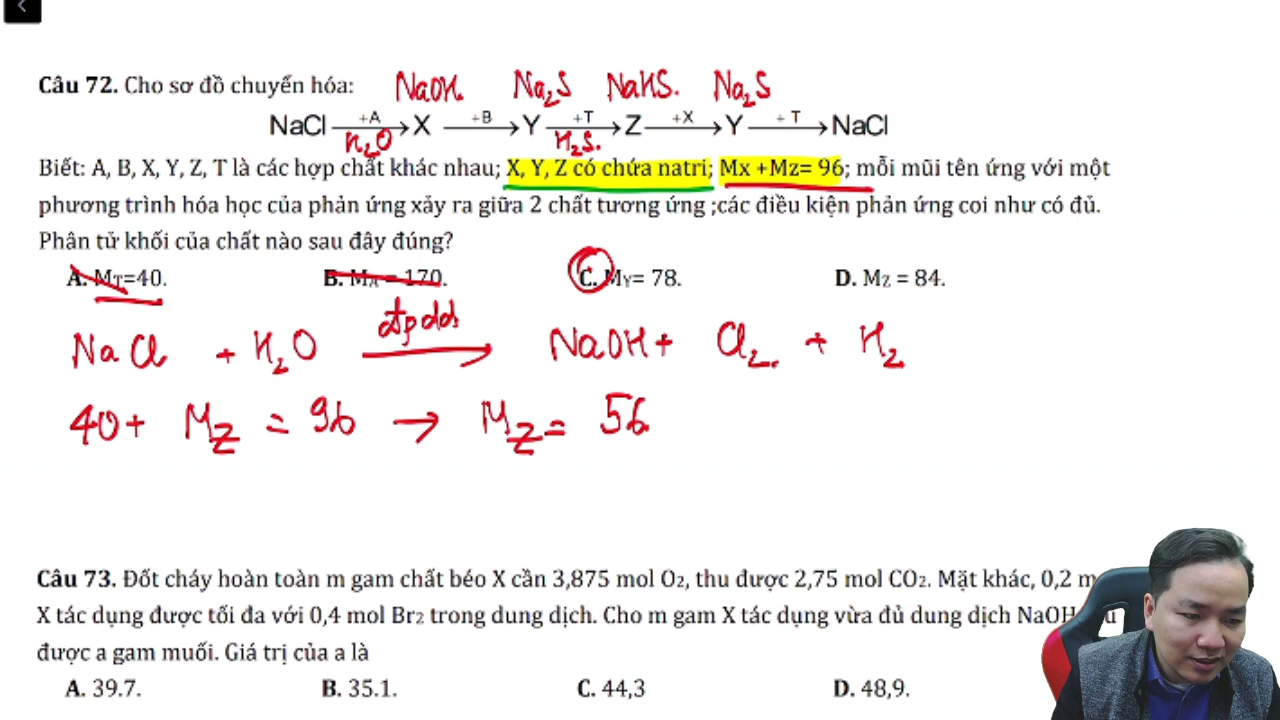 Câu 72. Cho sơ đồ chuyển hóa:
NaOH. Na₂S NaHS. Na₂S
NaCl +A → X +B → Y +T → Z +X → Y + T → NaCl
H₂O H₂S.
Biết: A, B, X, Y, Z, T là các hợp chất khác nhau; X, Y, Z có chứa natri; Mx +Mz= 96; mỗi mũi tên ứng với một
phương trình hóa học của phản ứng xảy ra giữa 2 chất tương ứng ;các điều kiện phản ứng coi như có đủ.
Phân tử khối của chất nào sau đây đúng?
A. MT=40. B. MA = 170. C. MY= 78. D. MZ = 84.
đpdd
NaCl + H₂O → NaOH + Cl₂. + H₂
40 + MZ = 96 → MZ = 56
Câu 73. Đốt cháy hoàn toàn m gam chất béo X cần 3,875 mol O₂, thu được 2,75 mol CO₂. Mặt khác, 0,2 m
X tác dụng được tối đa với 0,4 mol Br₂ trong dung dịch. Cho m gam X tác dụng vừa đủ dung dịch NaOH
được a gam muối. Giá trị của a là
A. 39.7. B. 35.1. C. 44,3 D. 48,9.